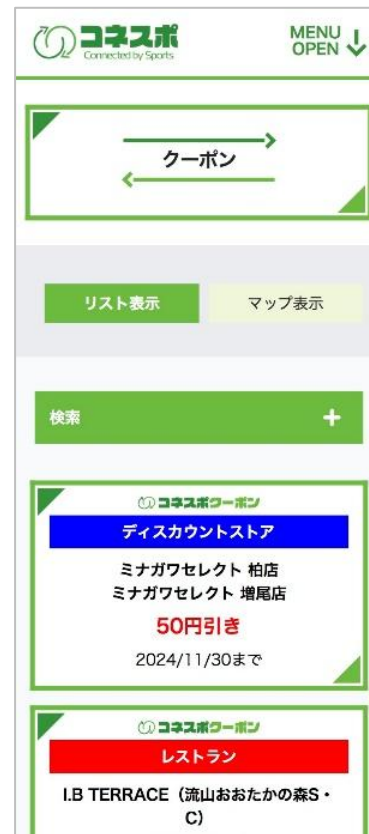 コネスポ
Connected by Sports
MENU
OPEN
クーポン
リスト表示
マップ表示
検索
コネスポクーポン
ディスカウントストア
ミナガワセレクト 柏店
ミナガワセレクト 増尾店
50円引き
2024/11/30まで
コネスポクーポン
レストラン
I.B TERRACE（流山おおたかの森S・
C）